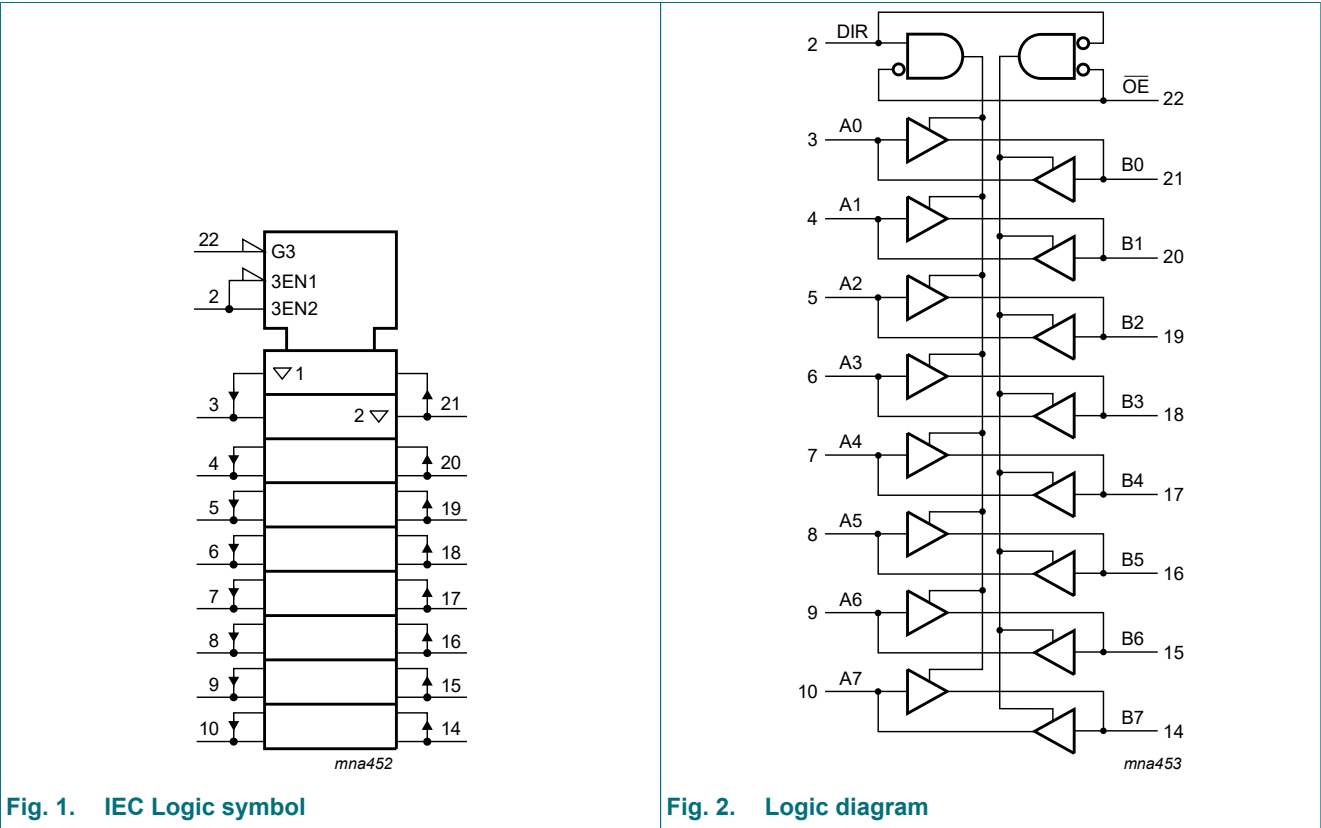 22
G3
3EN1
2
3EN2
1
3
21
2
4
20
5
19
6
18
7
17
8
16
9
15
10
14
mna452
Fig. 1. IEC Logic symbol
2 DIR
OE
22
3 A0
B0
21
4 A1
B1
20
5 A2
B2
19
6 A3
B3
18
7 A4
B4
17
8 A5
B5
16
9 A6
B6
15
10 A7
B7
14
mna453
Fig. 2. Logic diagram